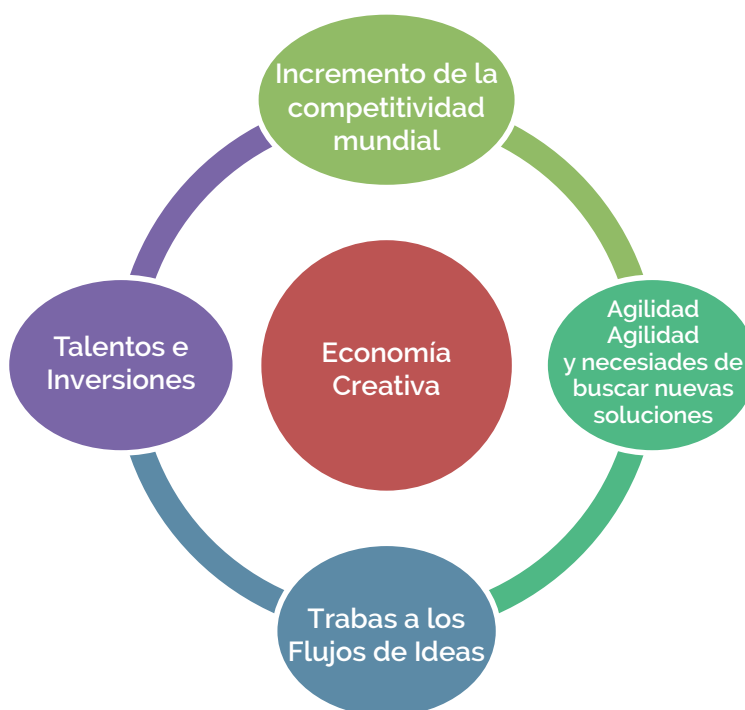 Incremento de la
competitividad
mundial
Talentos e
Inversiones
Economía
Creativa
Agilidad
Agilidad
y necesiades de
buscar nuevas
soluciones
Trabas a los
Flujos de Ideas